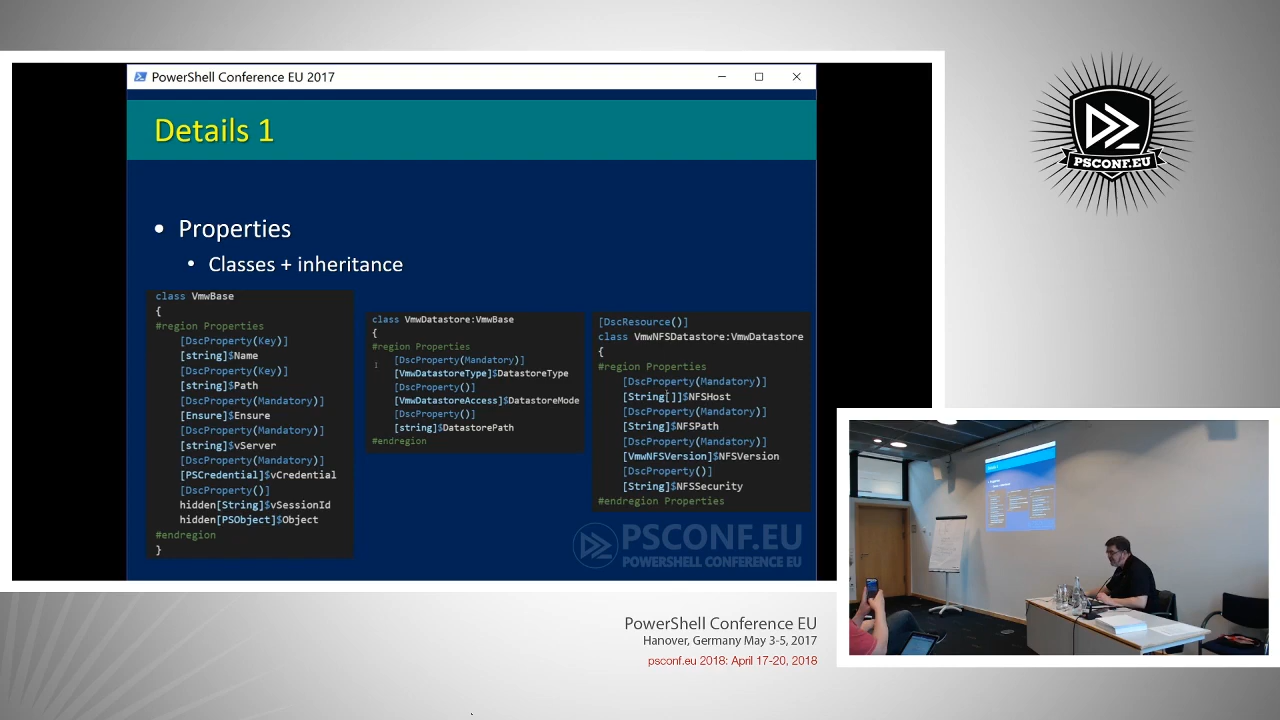 PowerShell Conference EU 2017
Details 1
• Properties
• Classes + inheritance
class VmwBase
{
#region Properties
[DscProperty(Key)]
[string]$Name
[DscProperty(Key)]
[string]$Path
[DscProperty(Mandatory)]
[Ensure]$Ensure
[DscProperty(Mandatory)]
[string]$vServer
[DscProperty(Mandatory)]
[PSCredential]$vCredential
[DscProperty()]
hidden[String]$vSessionId
hidden[PSObject]$Object
#endregion
}
class VmwDatastore:VmwBase
{
#region Properties
[DscProperty(Mandatory)]
[VmwDatastoreType]$DatastoreType
[DscProperty()]
[VmwDatastoreAccess]$DatastoreMode
[DscProperty()]
[string]$DatastorePath
#endregion
[DscResource()]
class VmwNFSDatastore:VmwDatastore
{
#region Properties
[DscProperty(Mandatory)]
[String[]]$NFSHost
[DscProperty(Mandatory)]
[String]$NFSPath
[DscProperty(Mandatory)]
[VmwNFSVersion]$NFSVersion
[DscProperty()]
[String]$NFSSecurity
#endregion Properties
PSCONF.EU
POWERSHELL CONFERENCE EU
PSCONF.EU
PowerShell Conference EU
Hanover, Germany May 3-5, 2017
psconf.eu 2018: April 17-20, 2018